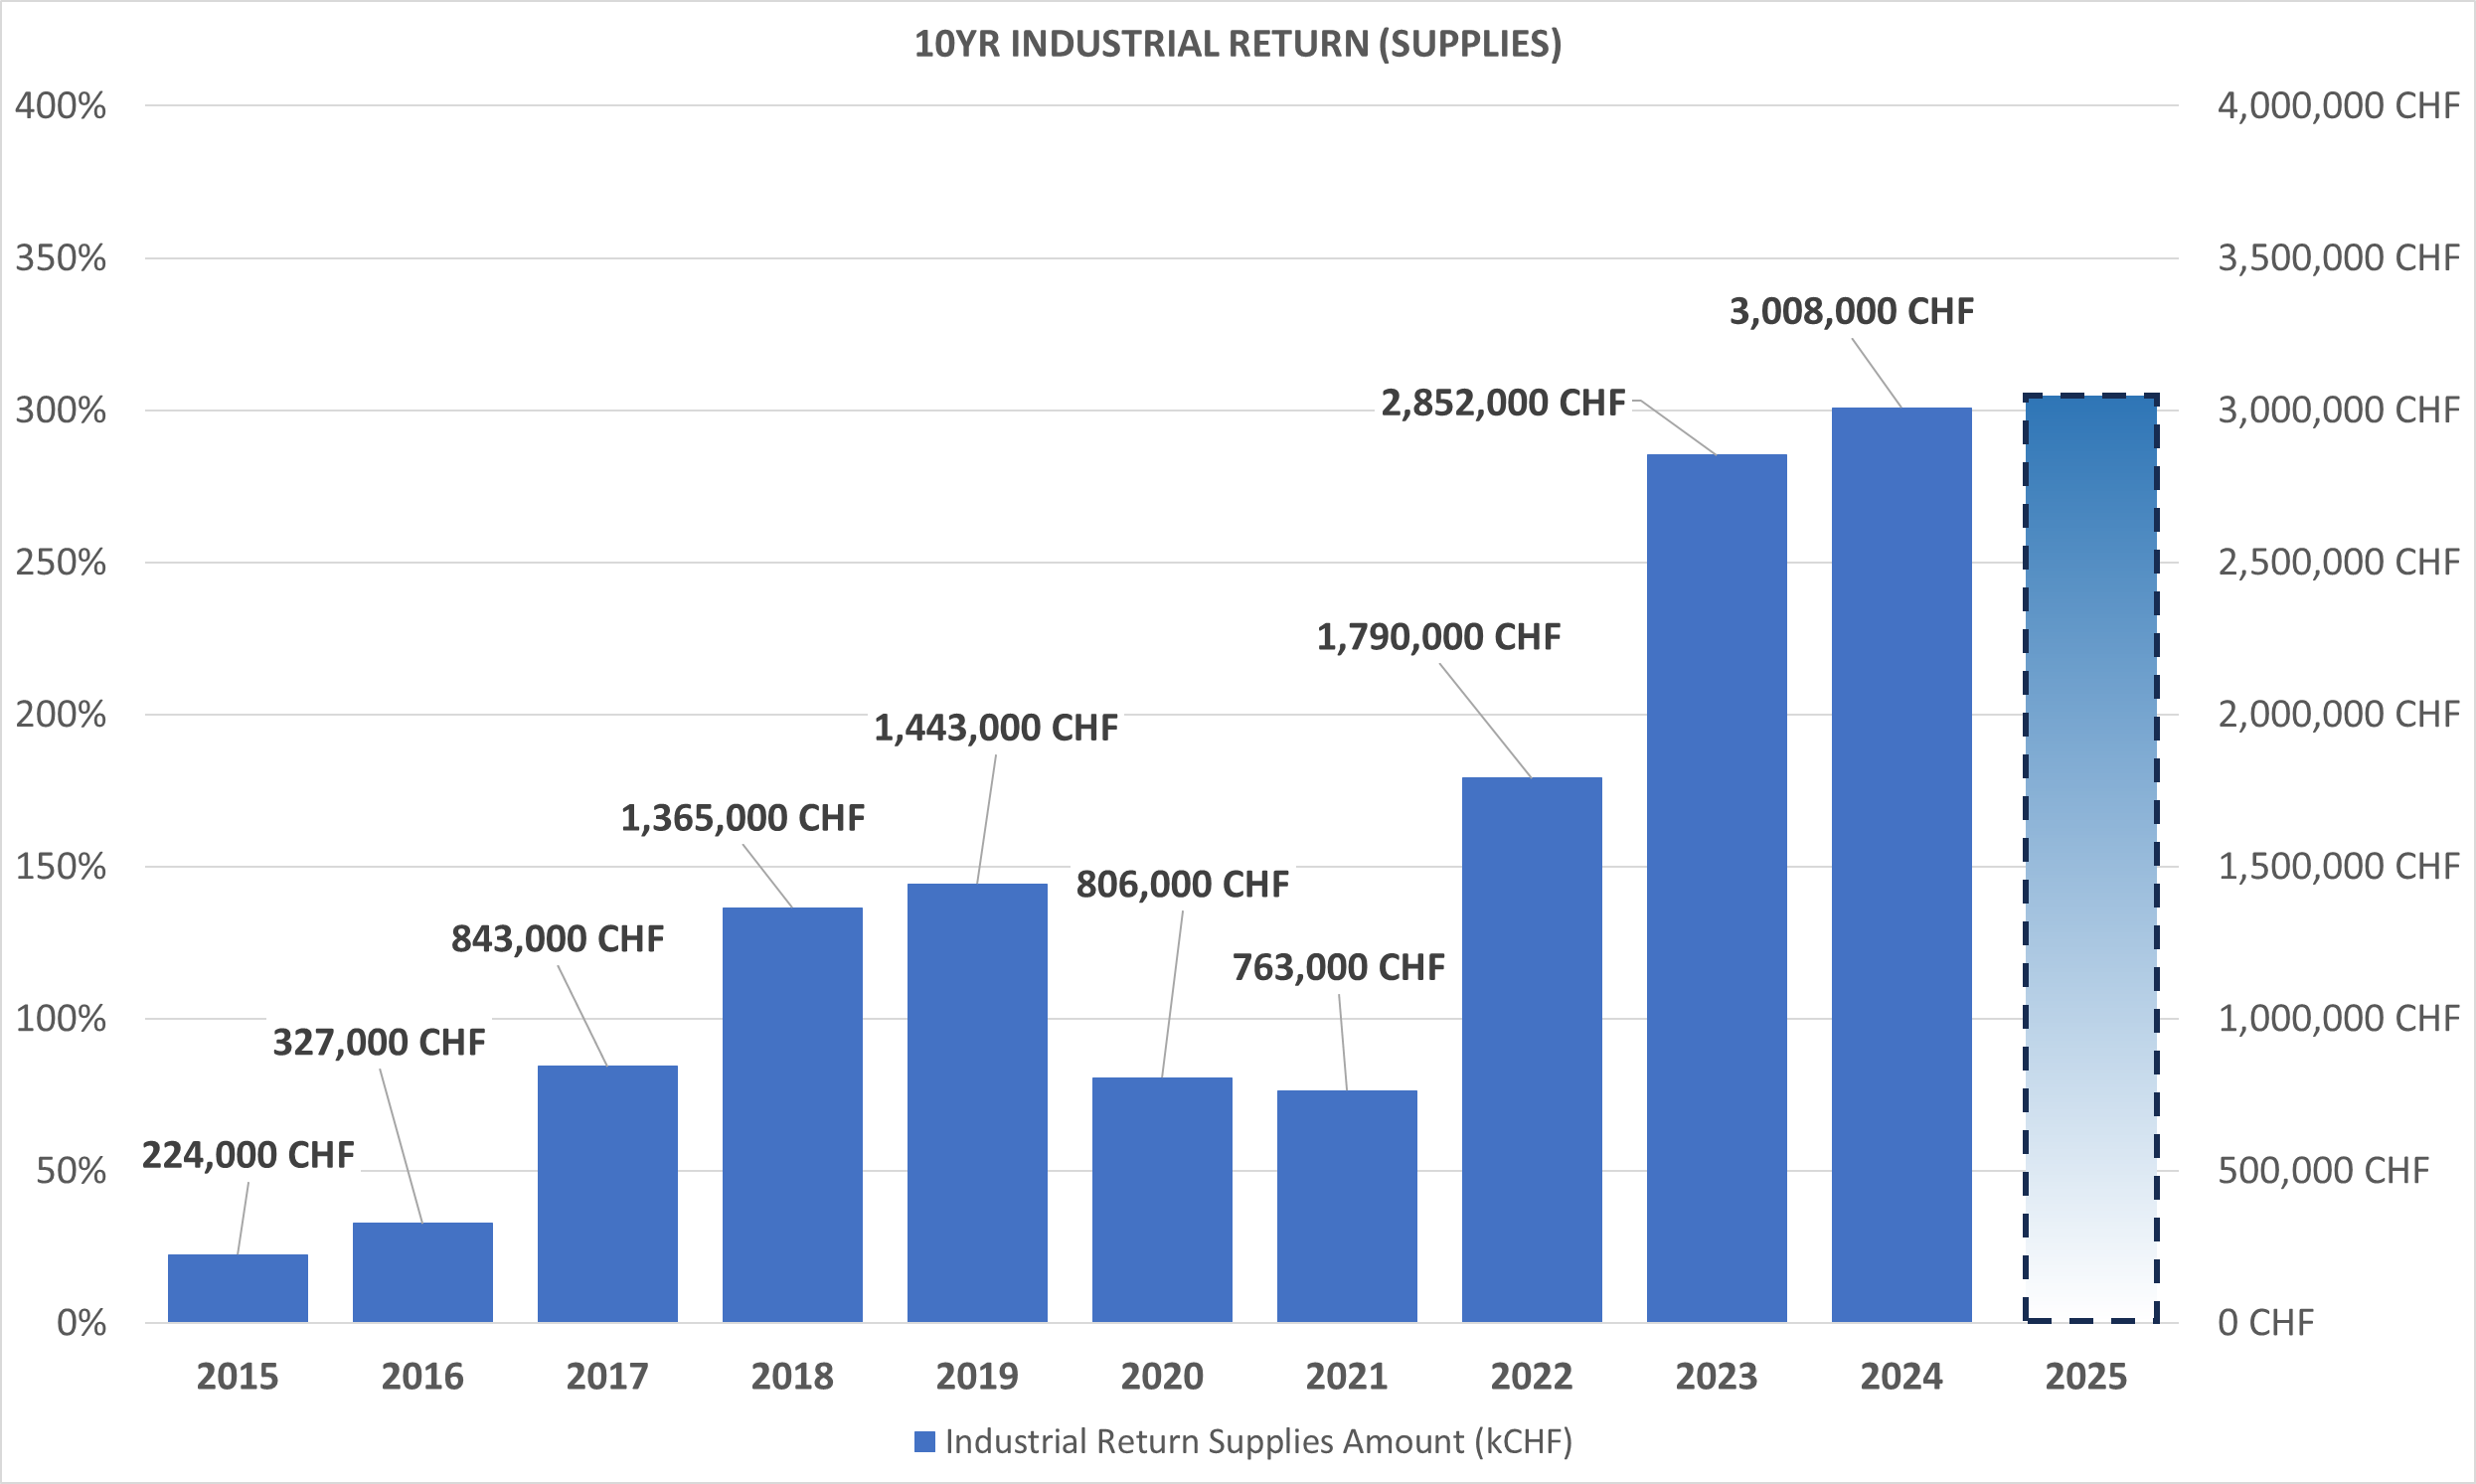 10YR INDUSTRIAL RETURN (SUPPLIES)
400%
350%
300%
250%
200%
150%
100%
50%
0%
4,000,000 CHF
3,500,000 CHF
3,000,000 CHF
2,500,000 CHF
2,000,000 CHF
1,500,000 CHF
1,000,000 CHF
500,000 CHF
0 CHF
224,000 CHF
327,000 CHF
843,000 CHF
1,365,000 CHF
1,443,000 CHF
806,000 CHF
763,000 CHF
1,790,000 CHF
2,852,000 CHF
3,008,000 CHF
2015 2016 2017 2018 2019 2020 2021 2022 2023 2024 2025
Industrial Return Supplies Amount (kCHF)